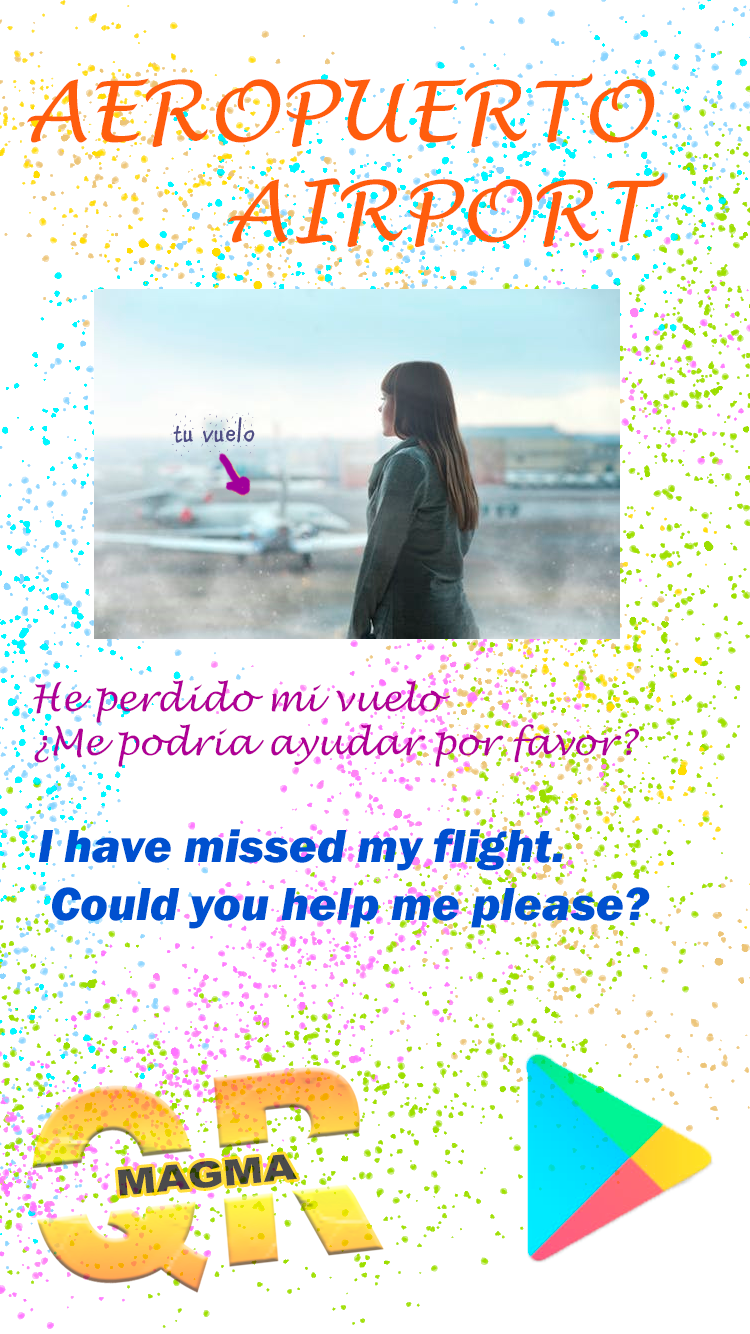 AEROPUERTO
AIRPORT
tu vuelo
He perdido mi vuelo
¿Me podría ayudar por favor?
I have missed my flight.
Could you help me please?
QR
MAGMA